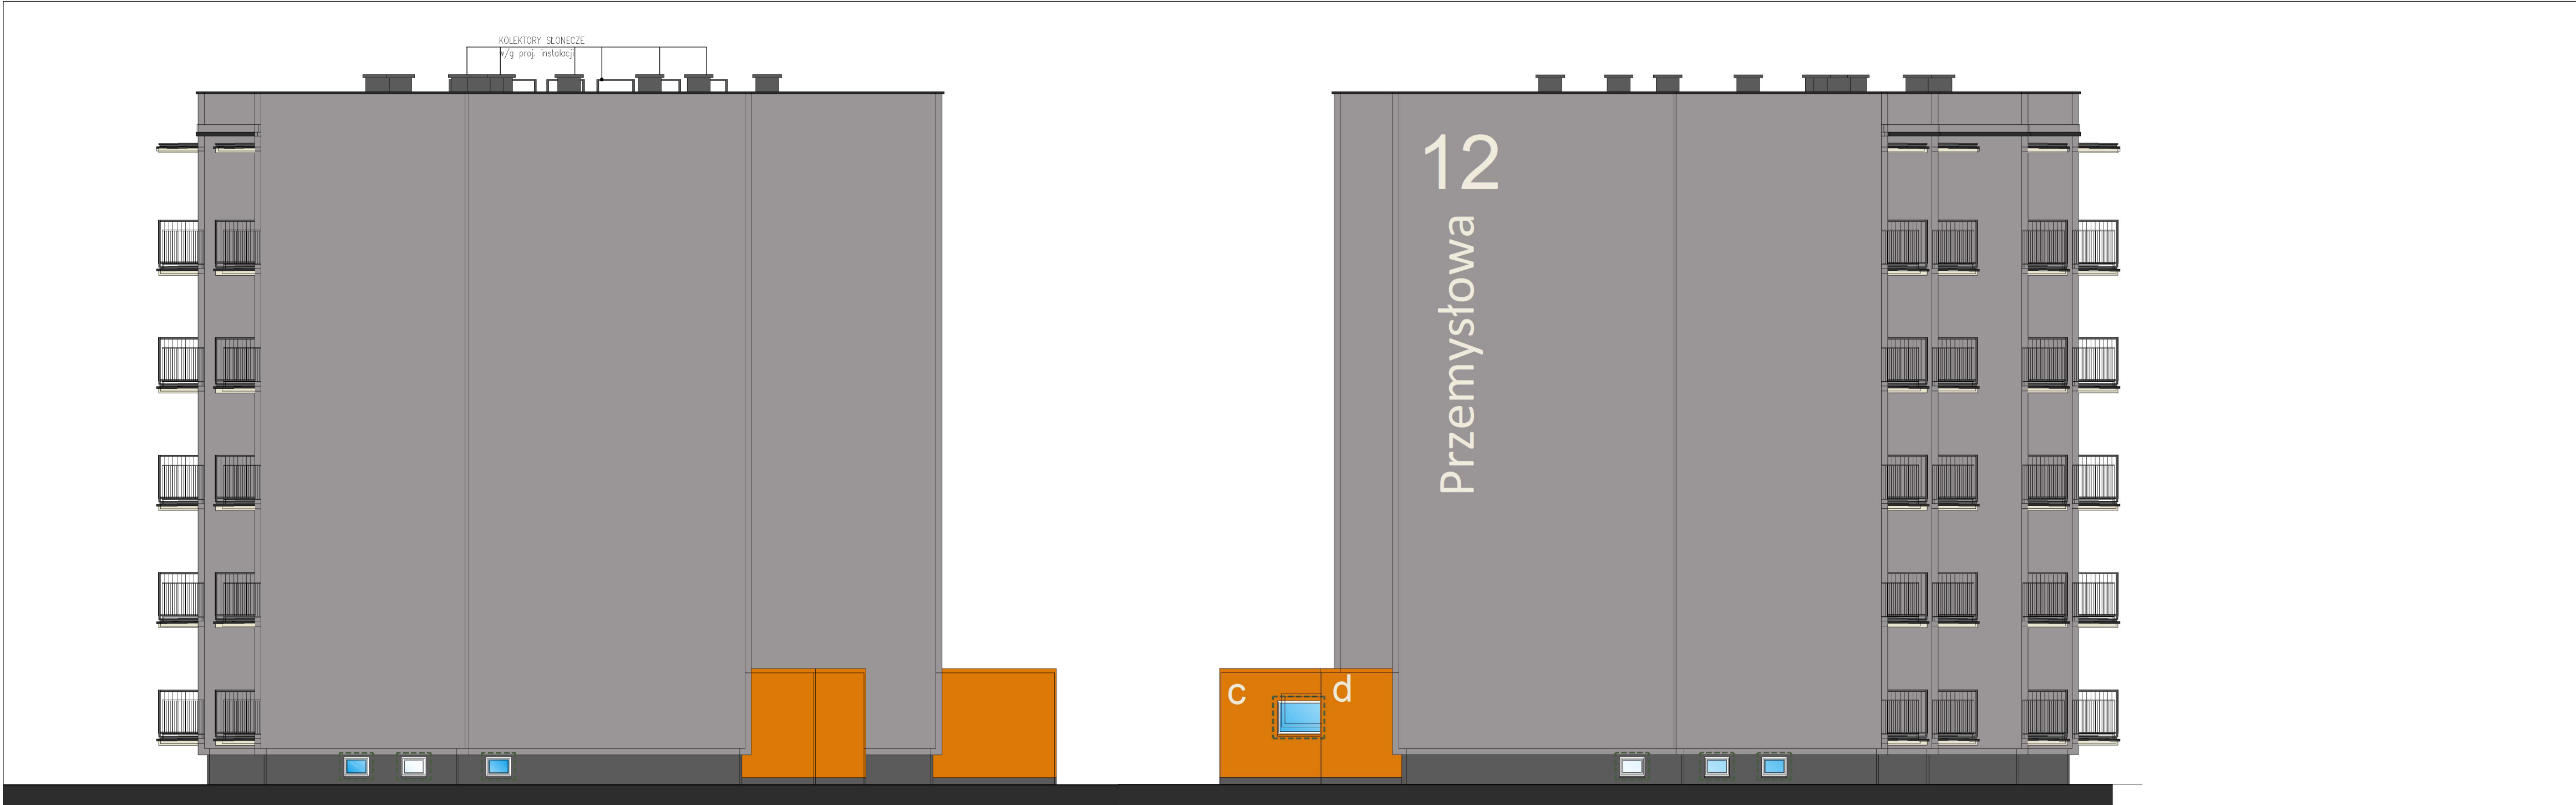 KOLEKTORY SŁONECZE
w/g proj. instalacji
12
Przemysłowa
c
d